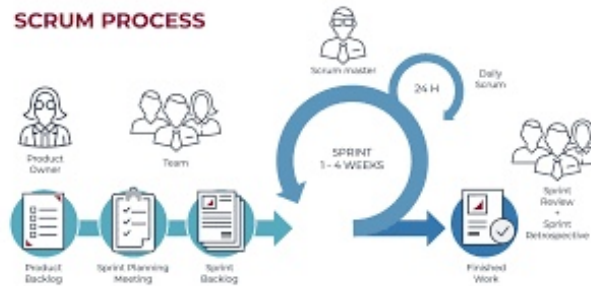 SCRUM PROCESS
Scrum master
24 H
Daily
Scrum
Product
Owner
Team
SPRINT
1 - 4 WEEKS
Sprint
Review
+
Sprint
Retrospective
Product
Backlog
Sprint Planning
Meeting
Sprint
Backlog
Finished
Work